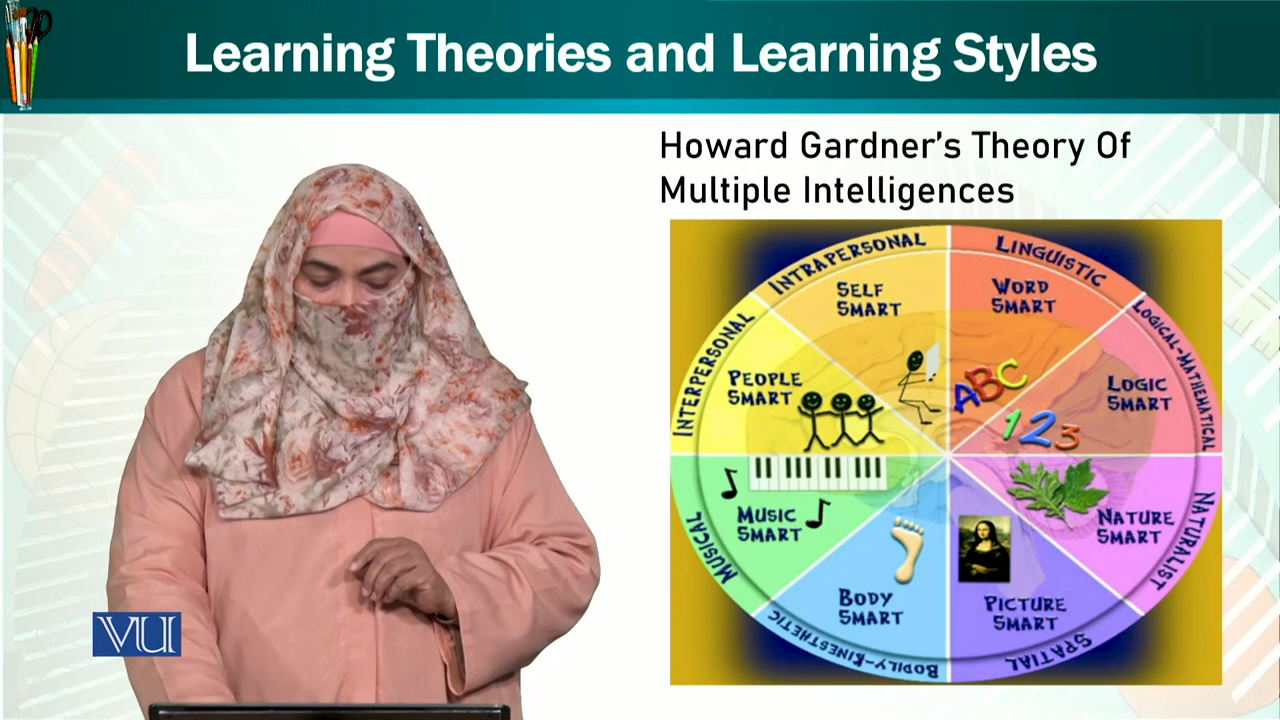 Learning Theories and Learning Styles
Howard Gardner's Theory Of
Multiple Intelligences
INTRAPERSONAL
LINGUISTIC
SELF
SMART
WORD
SMART
INTERPERSONAL
LOGICAL-MATHEMATICAL
PEOPLE
SMART
ABC
LOGIC
SMART
123
MUSIC
SMART
NATURE
SMART
MUSICAL
NATURALIST
BODY
SMART
PICTURE
SMART
BODILY-KINESTHETIC
SPATIAL
VU